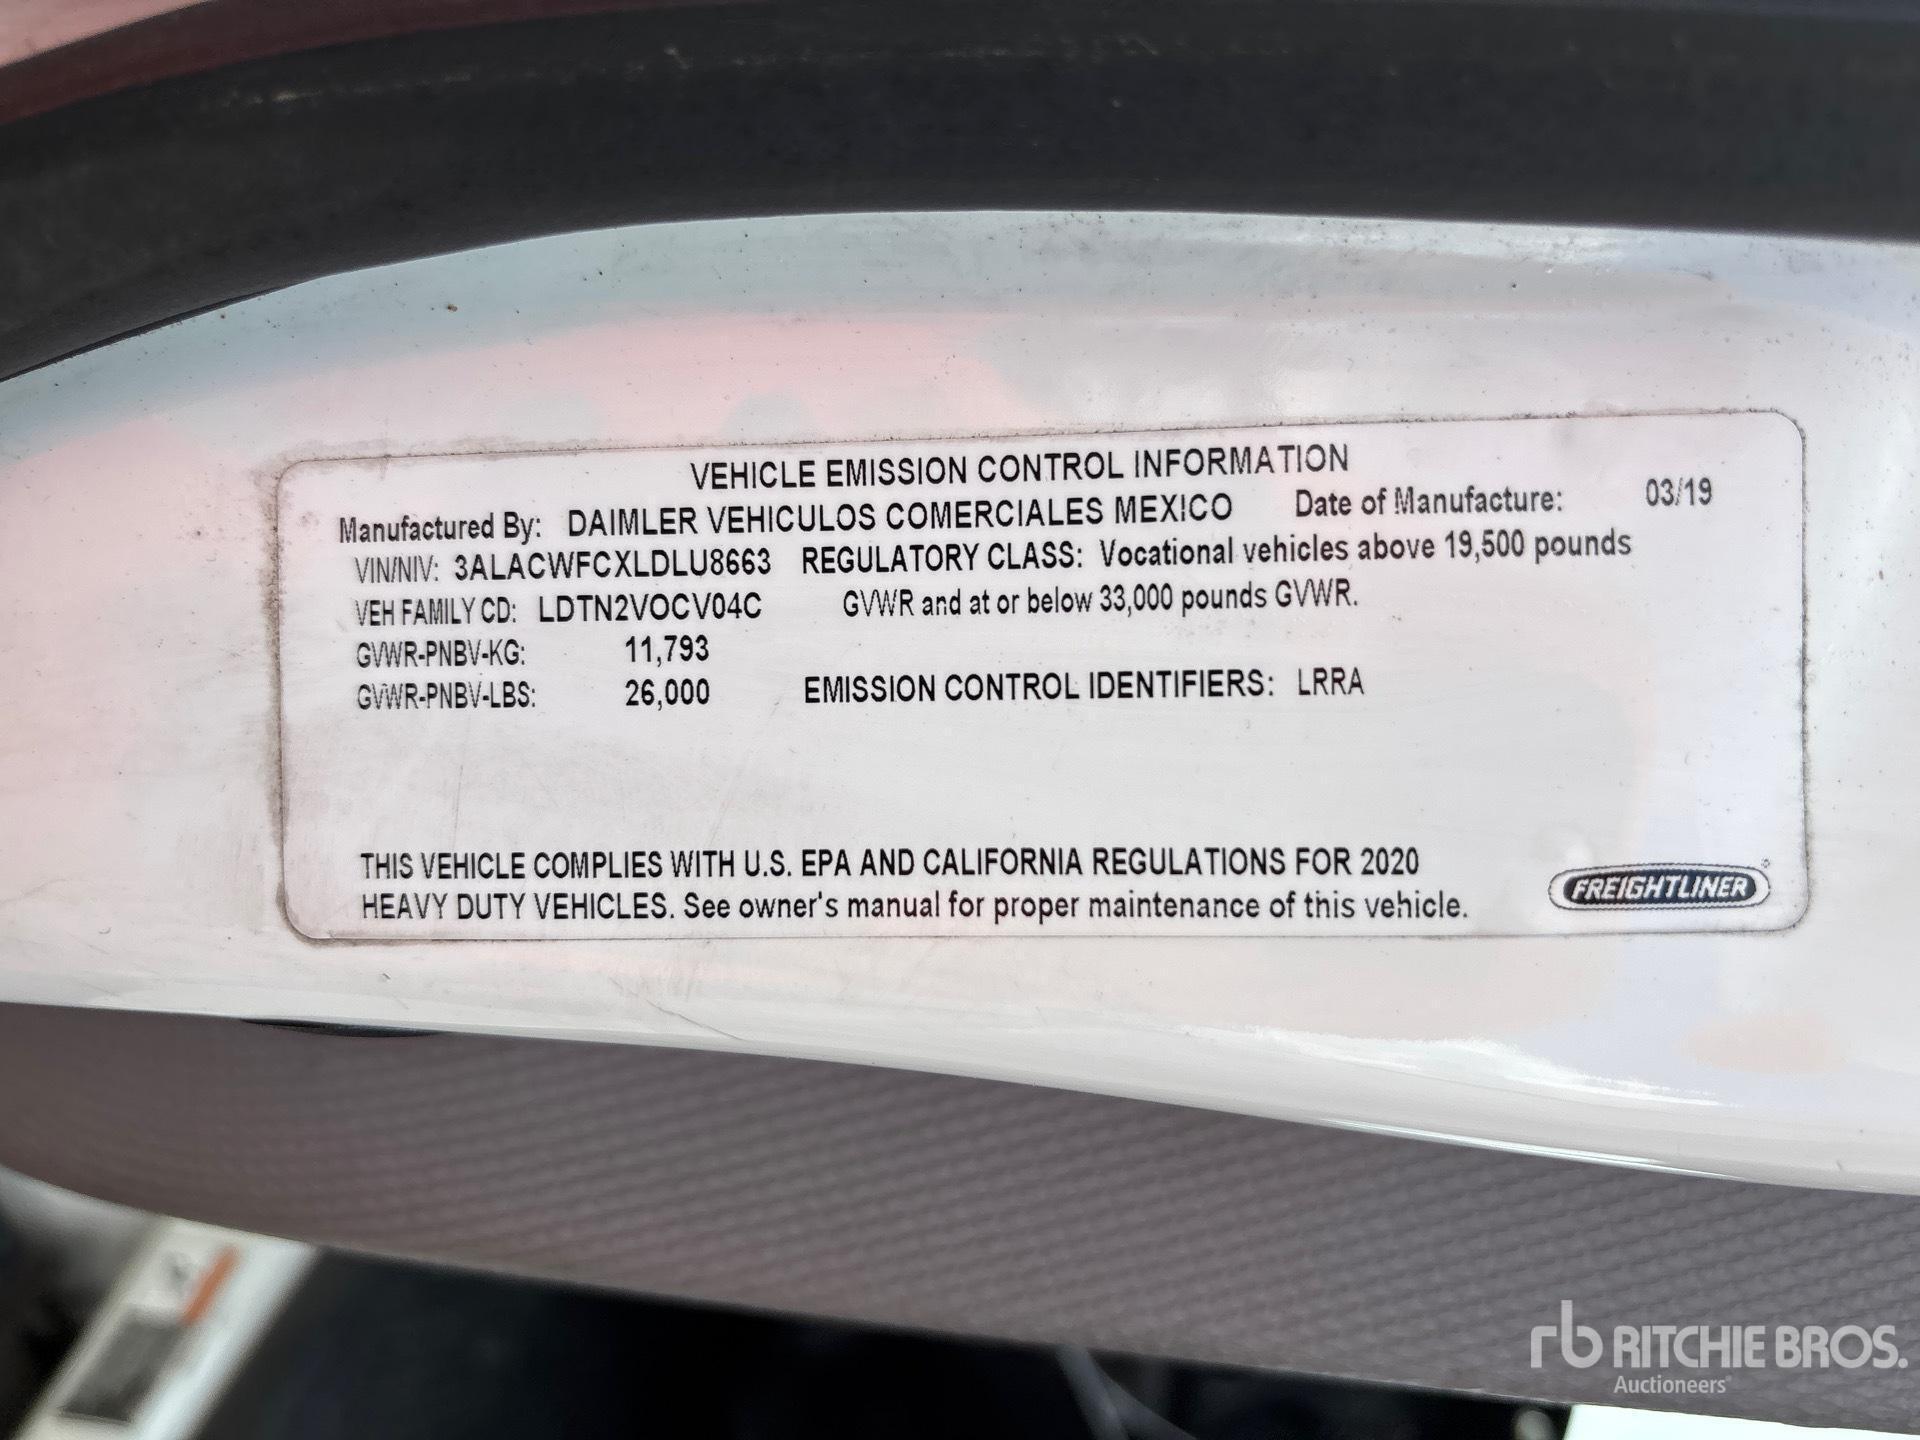 VEHICLE EMISSION CONTROL INFORMATION
Manufactured By: DAIMLER VEHICULOS COMERCIALES MEXICO Date of Manufacture: 03/19
VIN/NIV: 3ALACWFCXLDLU8663 REGULATORY CLASS: Vocational vehicles above 19,500 pounds
VEH FAMILY CD: LDTN2VOCV04C GVWR and at or below 33,000 pounds GVWR.
GVWR-PNBV-KG: 11,793
GVWR-PNBV-LBS: 26,000 EMISSION CONTROL IDENTIFIERS: LRRA
THIS VEHICLE COMPLIES WITH U.S. EPA AND CALIFORNIA REGULATIONS FOR 2020
HEAVY DUTY VEHICLES. See owner's manual for proper maintenance of this vehicle.
FREIGHTLINER
rb RITCHIE BROS.
Auctioneers